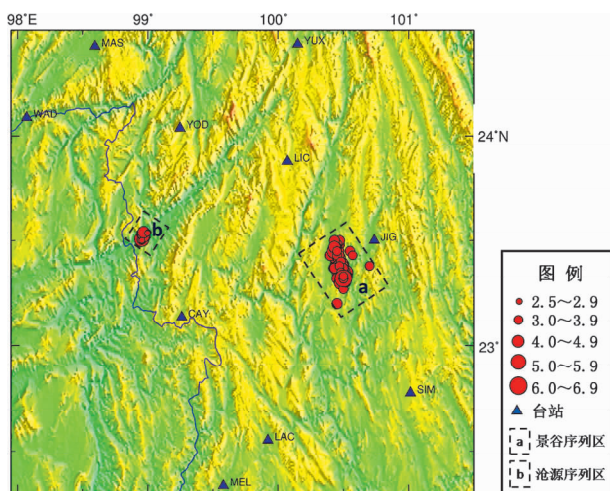 98°E 99° 100° 101°
MAS
YUX
WAD
YOD
24°N
LIC
b
JIG
a
CAY
23°
SIM
LAC
MEL
图 例
2.5～2.9
3.0～3.9
4.0～4.9
5.0～5.9
6.0～6.9
台站
a 景谷序列区
b 沧源序列区